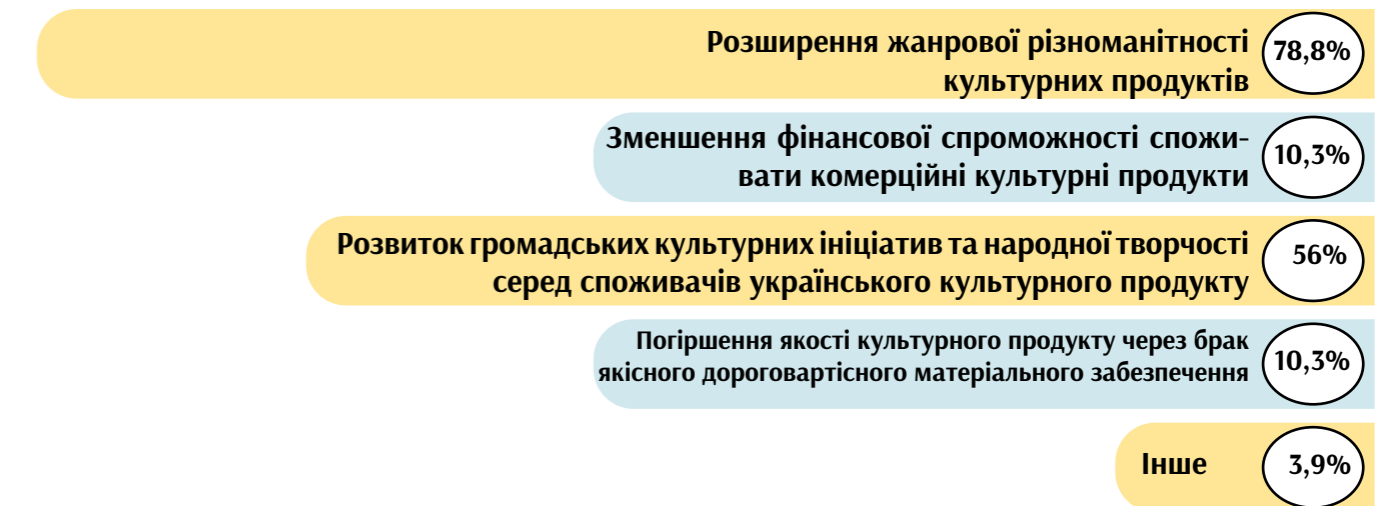 Розширення жанрової різноманітності
культурних продуктів
78,8%
Зменшення фінансової спроможності спожи-
вати комерційні культурні продукти
10,3%
Розвиток громадських культурних ініціатив та народної творчості
серед споживачів українського культурного продукту
56%
Погіршення якості культурного продукту через брак
якісного дороговартісного матеріального забезпечення
10,3%
Інше
3,9%